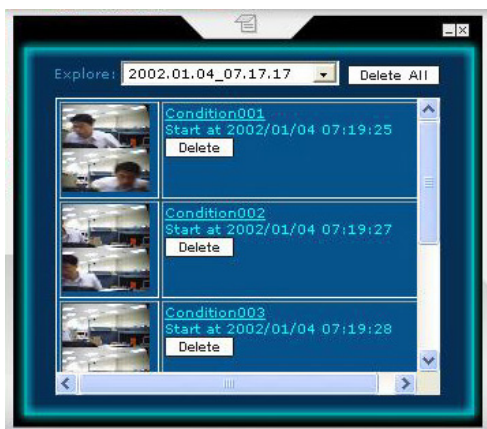 Explore: 2002.01.04_07.17.17 Delete All
Condition001
Start at 2002/01/04 07:19:25
Delete
Condition002
Start at 2002/01/04 07:19:27
Delete
Condition003
Start at 2002/01/04 07:19:28
Delete